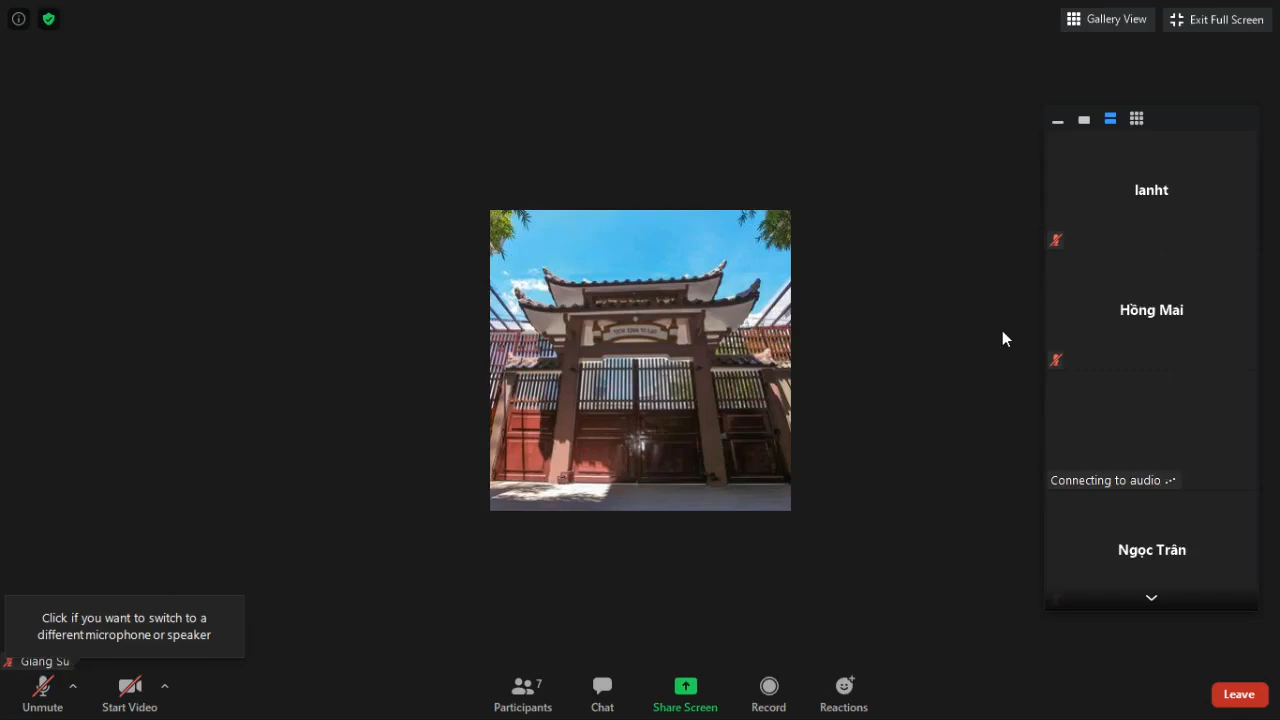 Gallery View
Exit Full Screen
lanht
Hồng Mai
Connecting to audio
Ngọc Trân
Click if you want to switch to a
different microphone or speaker
Giang Su
Unmute
Start Video
Participants
7
Chat
Share Screen
Record
Reactions
Leave